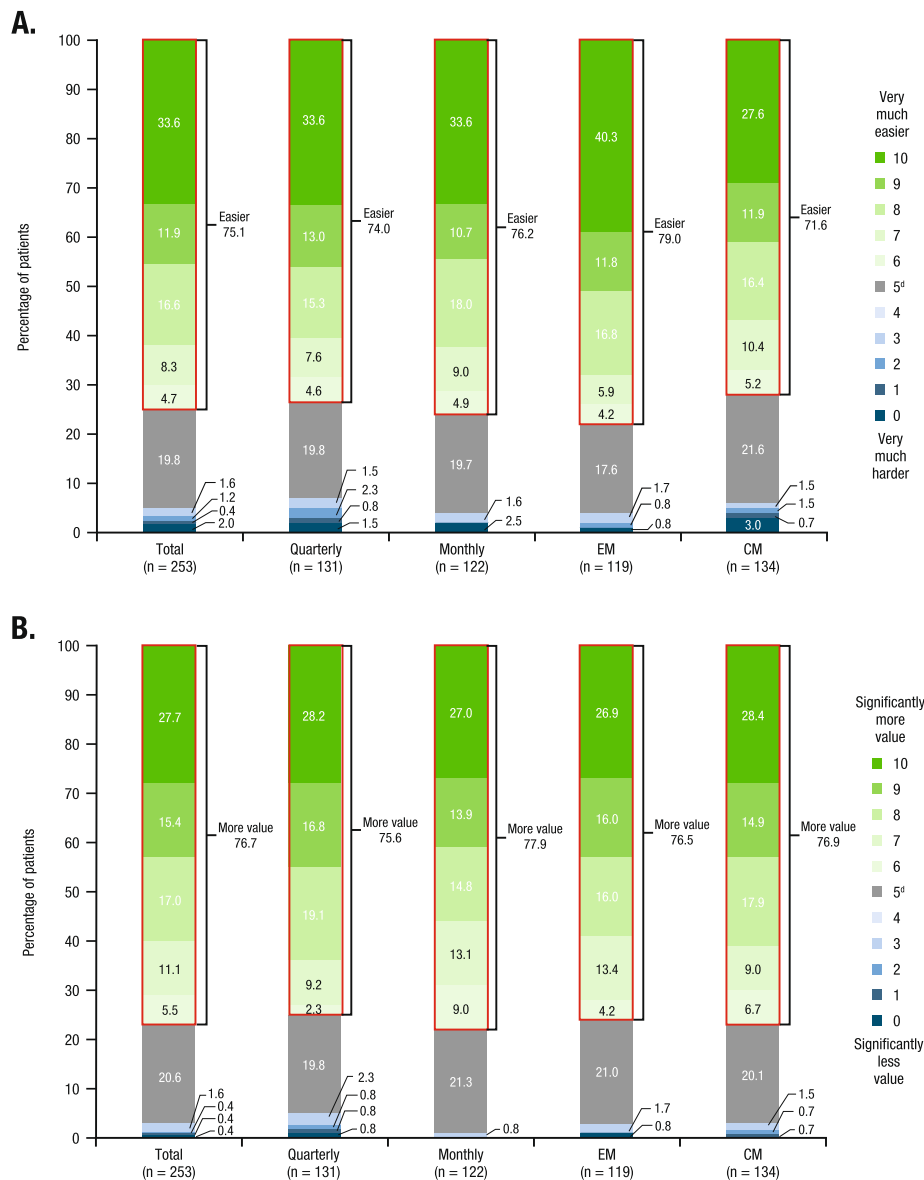 A.
100
90
80
70
60
50
40
30
20
10
0
Percentage of patients
33.6
11.9
16.6
8.3
4.7
19.8
1.6
1.2
0.4
2.0
Easier
75.1
33.6
13.0
15.3
7.6
4.6
19.8
1.5
2.3
0.8
1.5
Easier
74.0
33.6
10.7
18.0
9.0
4.9
19.7
1.6
2.5
Easier
76.2
40.3
11.8
16.8
5.9
4.2
17.6
1.7
0.8
0.8
Easier
79.0
27.6
11.9
16.4
10.4
5.2
21.6
1.5
1.5
0.7
3.0
Easier
71.6
Total
(n = 253)
Quarterly
(n = 131)
Monthly
(n = 122)
EM
(n = 119)
CM
(n = 134)
Very
much
easier
10
9
8
7
6
5ᵈ
4
3
2
1
0
Very
much
harder
B.
100
90
80
70
60
50
40
30
20
10
0
Percentage of patients
27.7
15.4
17.0
11.1
5.5
20.6
1.6
0.4
0.4
0.4
More value
76.7
28.2
16.8
19.1
9.2
2.3
19.8
2.3
0.8
0.8
0.8
More value
75.6
27.0
13.9
14.8
13.1
9.0
21.3
0.8
More value
77.9
26.9
16.0
16.0
13.4
4.2
21.0
1.7
0.8
More value
76.5
28.4
14.9
17.9
9.0
6.7
20.1
1.5
0.7
0.7
More value
76.9
Total
(n = 253)
Quarterly
(n = 131)
Monthly
(n = 122)
EM
(n = 119)
CM
(n = 134)
Significantly
more
value
10
9
8
7
6
5ᵈ
4
3
2
1
0
Significantly
less
value